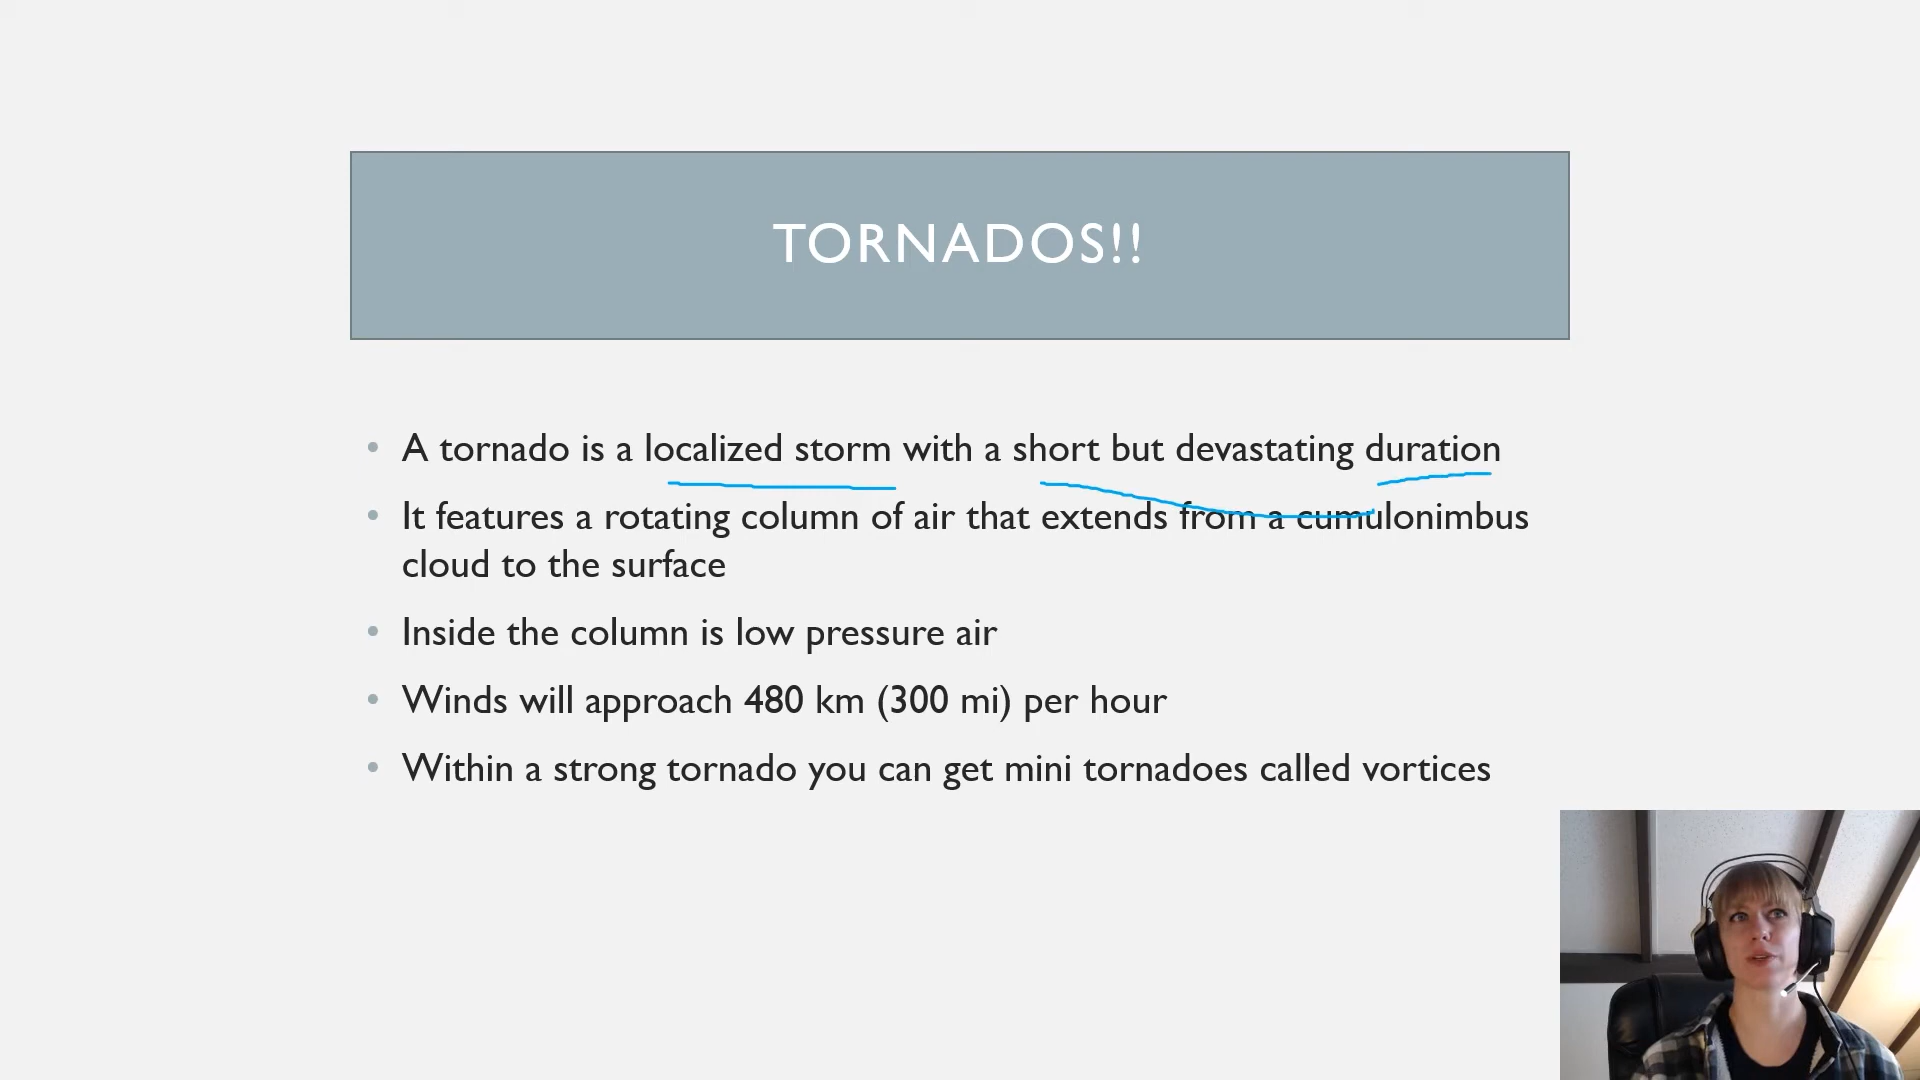 TORNADOS!!
• A tornado is a localized storm with a short but devastating duration
• It features a rotating column of air that extends from a cumulonimbus
cloud to the surface
• Inside the column is low pressure air
• Winds will approach 480 km (300 mi) per hour
• Within a strong tornado you can get mini tornadoes called vortices